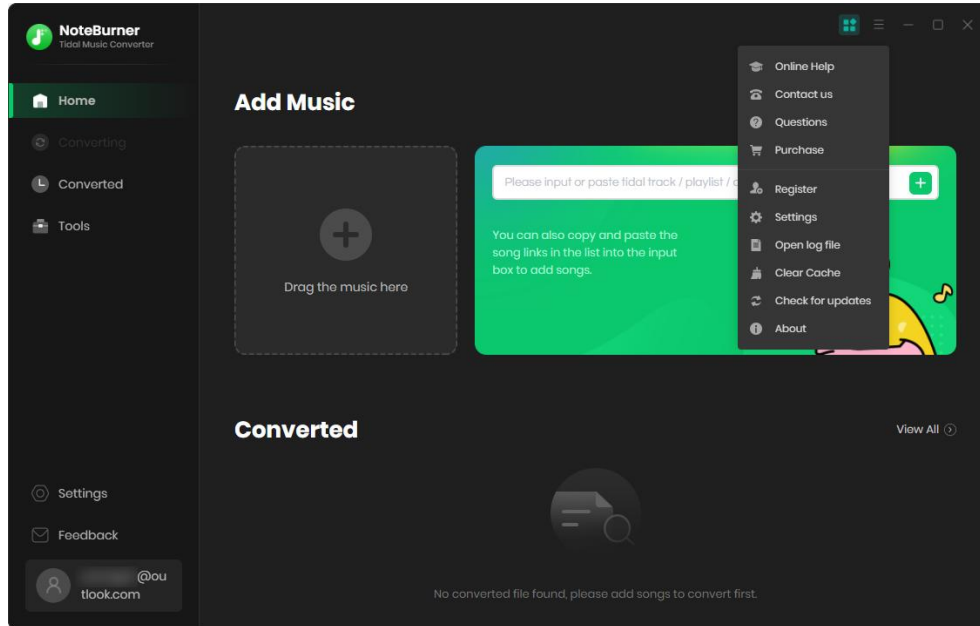 NoteBurner
Tidal Music Converter
Home
Converting
Converted
Tools
Settings
Feedback
@ou
tlook.com
Add Music
Drag the music here
Please input or paste tidal track / playlist /
You can also copy and paste the
song links in the list into the input
box to add songs.
Online Help
Contact us
Questions
Purchase
Register
Settings
Open log file
Clear Cache
Check for updates
About
Converted
View All
No converted file found, please add songs to convert first.